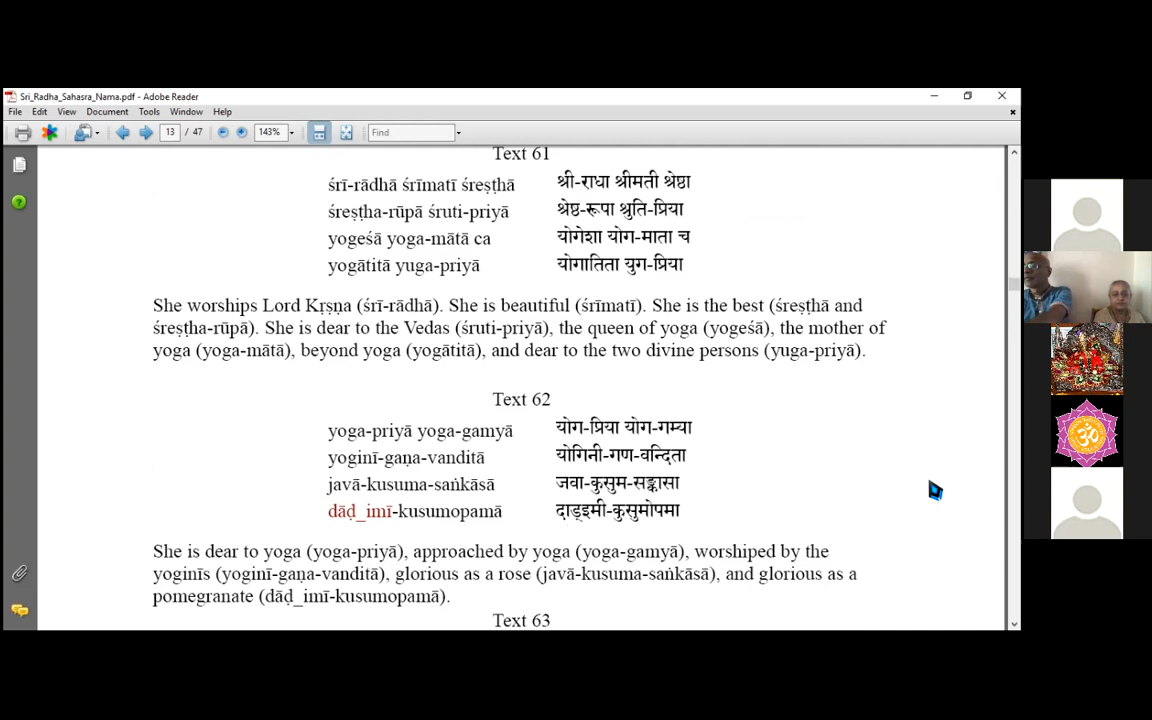 Sri_Radha_Sahasra_Nama.pdf - Adobe Reader
File Edit View Document Tools Window Help
13 / 47 143% Find
Text 61
śrī-rādhā śrīmatī śreṣṭhā श्री-राधा श्रीमती श्रेष्ठा
śreṣṭha-rūpā śruti-priyā श्रेष्ठ-रूपा श्रुति-प्रिया
yogeśā yoga-mātā ca योगेशा योग-माता च
yogātitā yuga-priyā योगातिता युग-प्रिया
She worships Lord Kṛṣṇa (śrī-rādhā). She is beautiful (śrīmatī). She is the best (śreṣṭhā and
śreṣṭha-rūpā). She is dear to the Vedas (śruti-priyā), the queen of yoga (yogeśā), the mother of
yoga (yoga-mātā), beyond yoga (yogātitā), and dear to the two divine persons (yuga-priyā).
Text 62
yoga-priyā yoga-gamyā योग-प्रिया योग-गम्या
yoginī-gaṇa-vanditā योगिनी-गण-वन्दिता
javā-kusuma-saṅkāsā जवा-कुसुम-सङ्कासा
dāḍ_imī-kusumopamā दाड्इमी-कुसुमोपमा
She is dear to yoga (yoga-priyā), approached by yoga (yoga-gamyā), worshiped by the
yoginīs (yoginī-gaṇa-vanditā), glorious as a rose (javā-kusuma-saṅkāsā), and glorious as a
pomegranate (dāḍ_imī-kusumopamā).
Text 63
ॐ